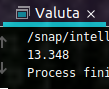 Valuta ×
/snap/intell
13.348
Process fini